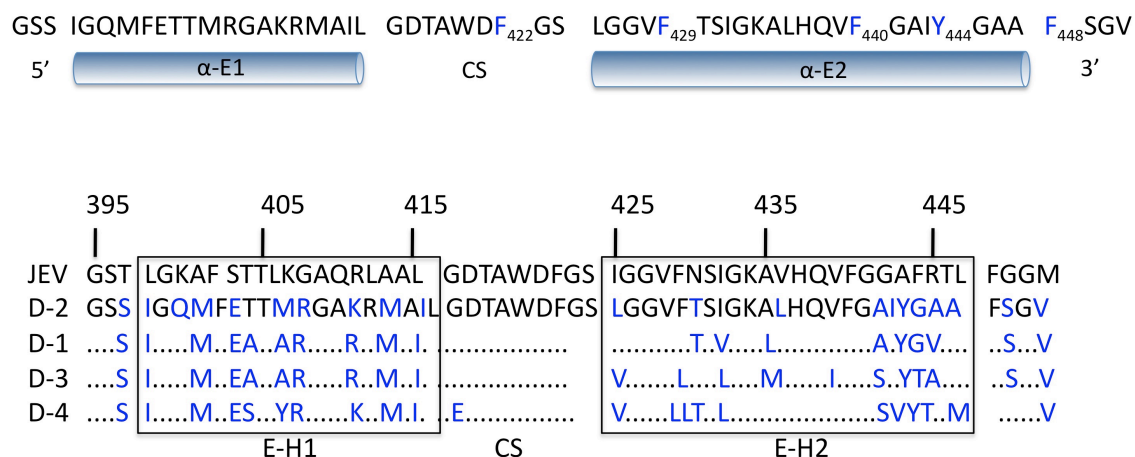 GSS IGQMFETTMRGAKRMAIL GDTAWDF422GS LGGVF429TSIGKALHQVF440GAIY444GAA F448SGV
5’ α-E1 CS α-E2 3’
395 405 415 425 435 445
JEV GST LGKAF STTLKGAQRLAAL GDTAWDFGS IGGVFNSIGKAVHQVFGGAFRTL FGGM
D-2 GSS IGQMFETTMRGAKRMAIL GDTAWDFGS LGGVFTSIGKALHQVFGAIYGAA FSGV
D-1 ....S I.....M..EA..AR......R..M..I. .................. ............T.V.....L...............A.YGV.... ..S...V
D-3 ....S I.....M..EA..AR......R..M..I. .................. V.......L....L.....M.......I......S..YTA.... ..S...V
D-4 ....S I.....M..ES...YR......K...M.I. ..E................ V.......LLT..L.....................SVYT..M .......V
E-H1 CS E-H2